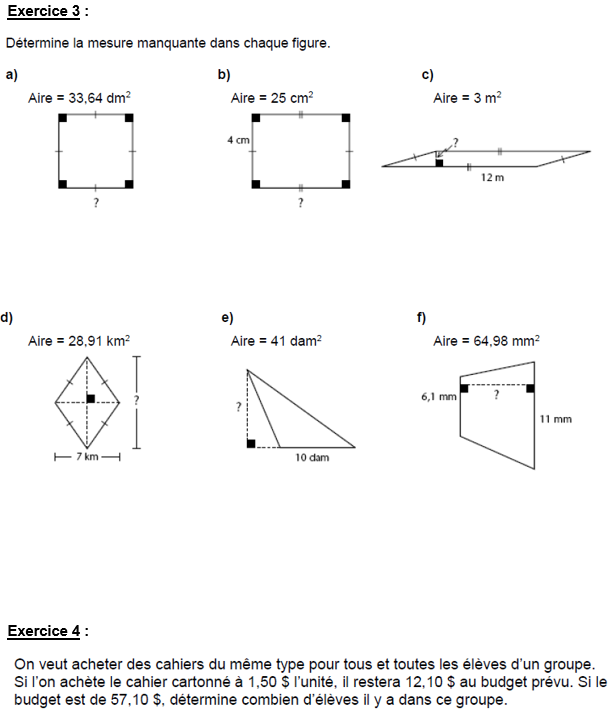 Exercice 3 :
Détermine la mesure manquante dans chaque figure.
a) b) c)
Aire = 33,64 dm² Aire = 25 cm² Aire = 3 m²
4 cm ?
12 m
? ?
d) e) f)
Aire = 28,91 km² Aire = 41 dam² Aire = 64,98 mm²
? ? 6,1 mm ?
11 mm
7 km 10 dam
Exercice 4 :
On veut acheter des cahiers du même type pour tous et toutes les élèves d’un groupe.
Si l’on achète le cahier cartonné à 1,50 $ l’unité, il restera 12,10 $ au budget prévu. Si le
budget est de 57,10 $, détermine combien d’élèves il y a dans ce groupe.